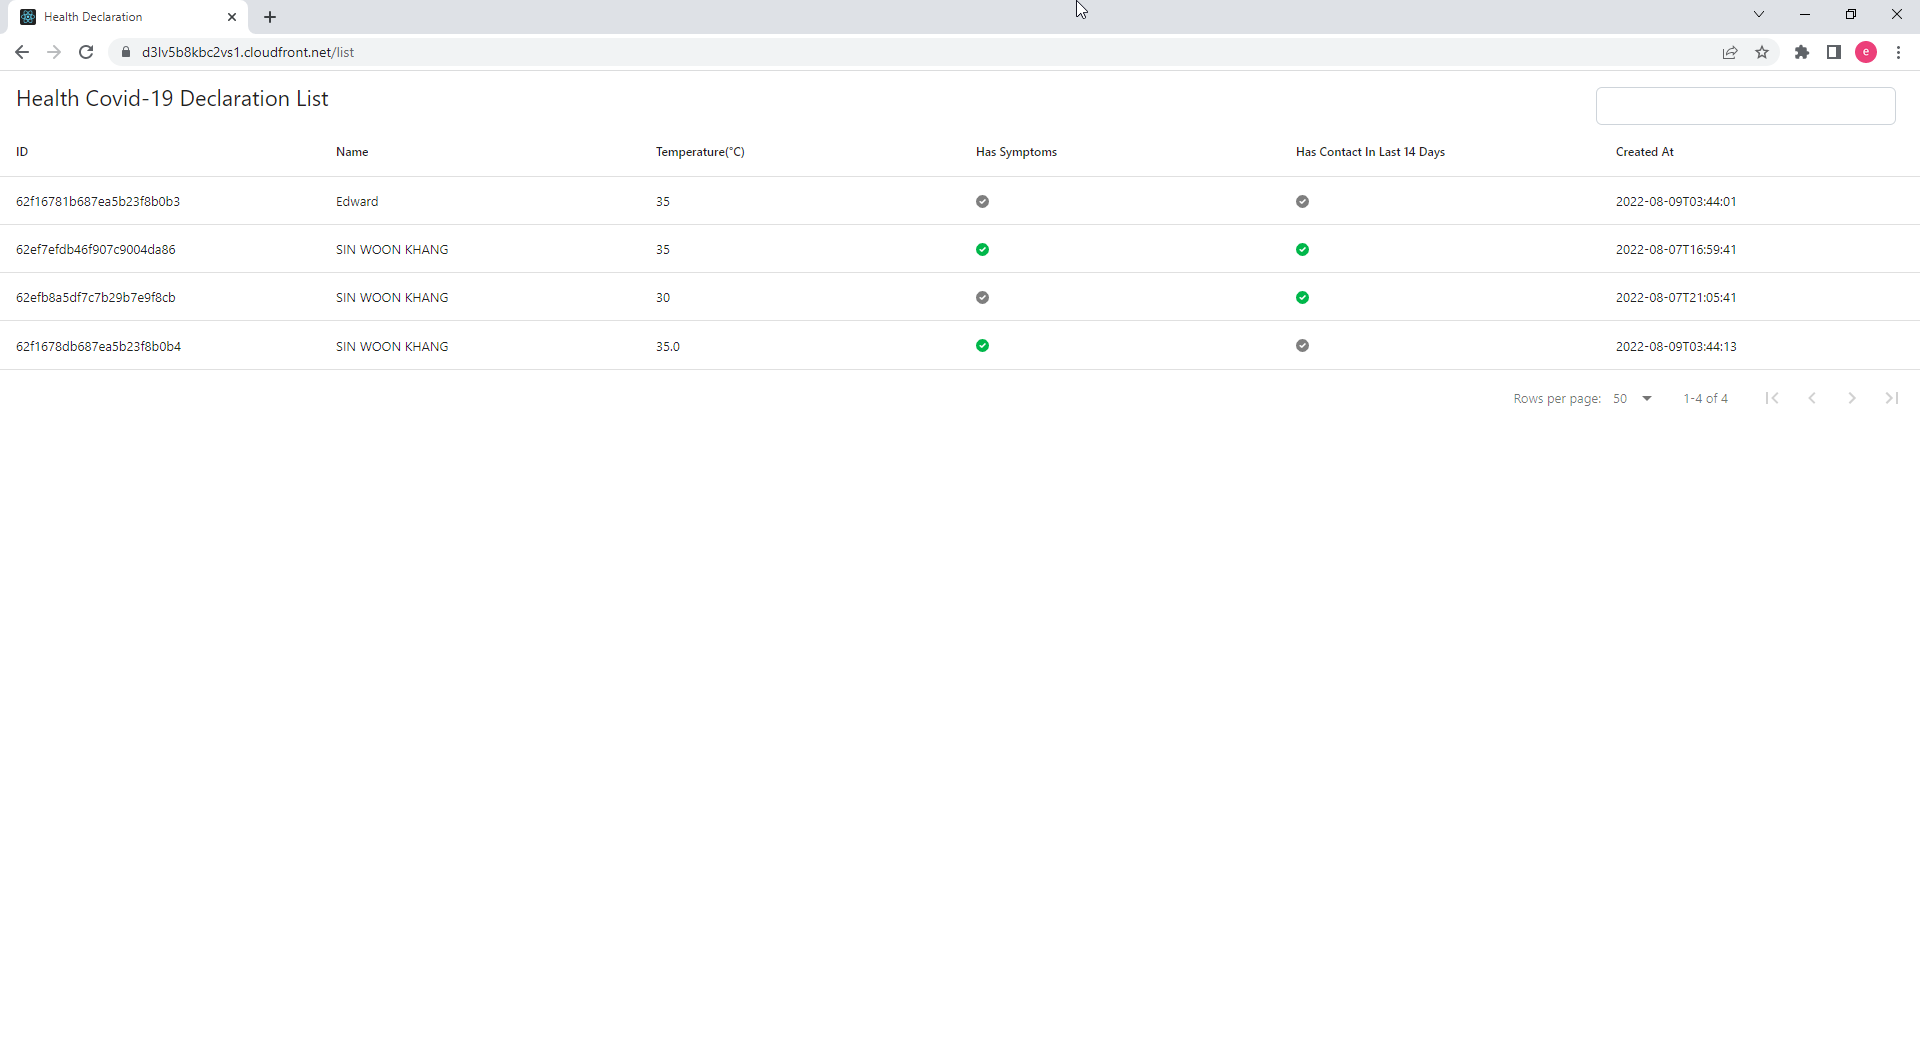 Health Declaration
d3lv5b8kbc2vs1.cloudfront.net/list
e
Health Covid-19 Declaration List
ID Name Temperature(°C) Has Symptoms Has Contact In Last 14 Days Created At
62f16781b687ea5b23f8b0b3 Edward 35 2022-08-09T03:44:01
62ef7efdb46f907c9004da86 SIN WOON KHANG 35 2022-08-07T16:59:41
62efb8a5df7c7b29b7e9f8cb SIN WOON KHANG 30 2022-08-07T21:05:41
62f1678db687ea5b23f8b0b4 SIN WOON KHANG 35.0 2022-08-09T03:44:13
Rows per page: 50 1-4 of 4